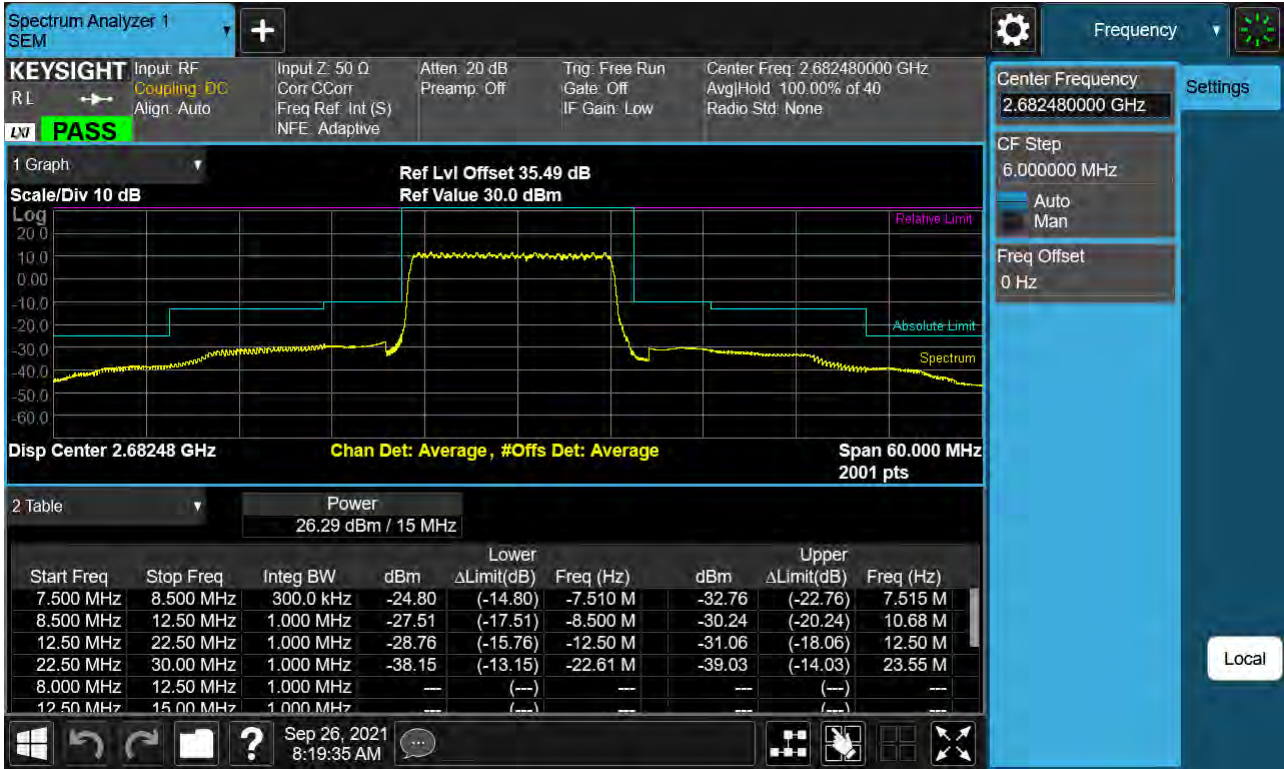 Spectrum Analyzer 1
SEM
Frequency
KEYSIGHT
RL
LXI
PASS
Input: RF
Coupling: DC
Align: Auto
Input Z: 50 Ω
Corr CCorr
Freq Ref: Int (S)
NFE: Adaptive
Atten: 20 dB
Preamp: Off
Trig: Free Run
Gate: Off
IF Gain: Low
Center Freq: 2.682480000 GHz
Avg|Hold: 100.00% of 40
Radio Std: None
Center Frequency
2.682480000 GHz
Settings
CF Step
6.000000 MHz
Auto
Man
Freq Offset
0 Hz
Local
1 Graph
Ref Lvl Offset 35.49 dB
Scale/Div 10 dB
Ref Value 30.0 dBm
Log
20.0
10.0
0.00
-10.0
-20.0
-30.0
-40.0
-50.0
-60.0
Relative Limit
Absolute Limit
Spectrum
Disp Center 2.68248 GHz
Chan Det: Average, #Offs Det: Average
Span 60.000 MHz
2001 pts
2 Table
Power
26.29 dBm / 15 MHz
Lower Upper
Start Freq Stop Freq Integ BW dBm ΔLimit(dB) Freq (Hz) dBm ΔLimit(dB) Freq (Hz)
7.500 MHz 8.500 MHz 300.0 kHz -24.80 (-14.80) -7.510 M -32.76 (-22.76) 7.515 M
8.500 MHz 12.50 MHz 1.000 MHz -27.51 (-17.51) -8.500 M -30.24 (-20.24) 10.68 M
12.50 MHz 22.50 MHz 1.000 MHz -28.76 (-15.76) -12.50 M -31.06 (-18.06) 12.50 M
22.50 MHz 30.00 MHz 1.000 MHz -38.15 (-13.15) -22.61 M -39.03 (-14.03) 23.55 M
8.000 MHz 12.50 MHz 1.000 MHz --- (---) --- --- (---) ---
12.50 MHz 15.00 MHz 1.000 MHz --- (---) --- --- (---) ---
?
Sep 26, 2021
8:19:35 AM